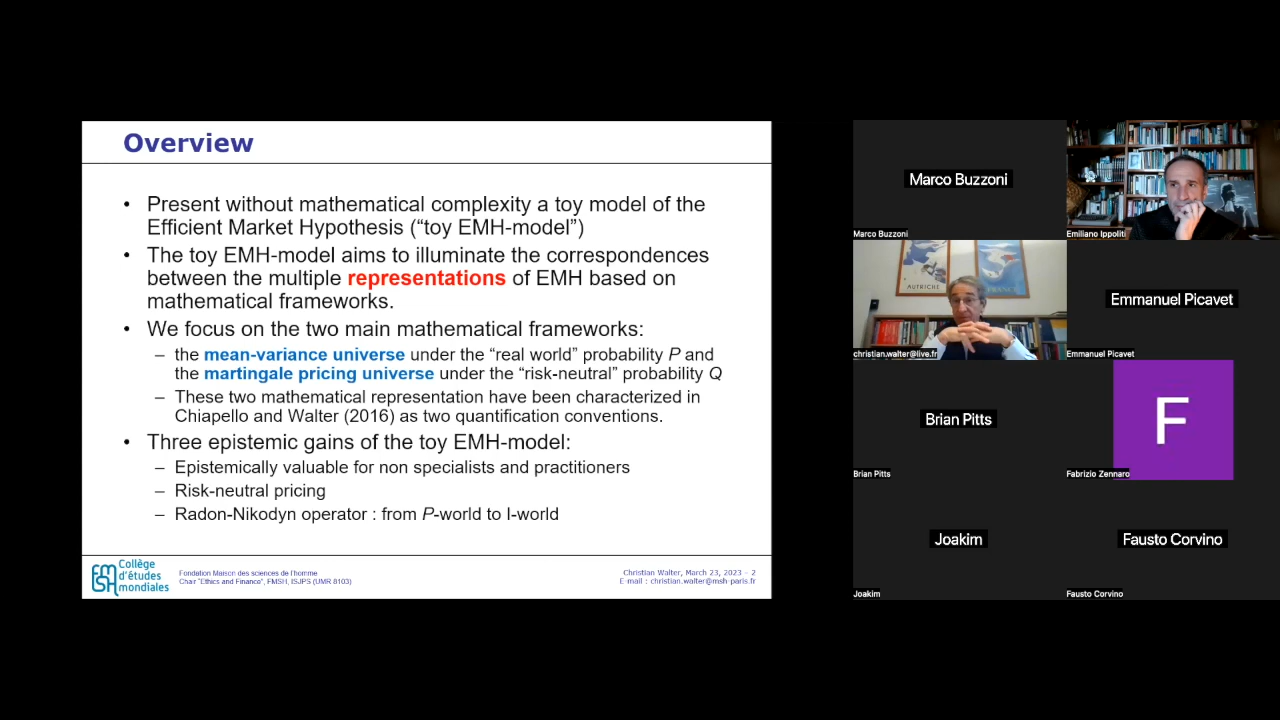 Overview
• Present without mathematical complexity a toy model of the
Efficient Market Hypothesis (“toy EMH-model”)
• The toy EMH-model aims to illuminate the correspondences
between the multiple representations of EMH based on
mathematical frameworks.
• We focus on the two main mathematical frameworks:
– the mean-variance universe under the “real world” probability P and
the martingale pricing universe under the “risk-neutral” probability Q
– These two mathematical representation have been characterized in
Chiapello and Walter (2016) as two quantification conventions.
• Three epistemic gains of the toy EMH-model:
– Epistemically valuable for non specialists and practitioners
– Risk-neutral pricing
– Radon-Nikodyn operator : from P-world to I-world
FMSH
Collège
d'études
mondiales
Fondation Maison des sciences de l'homme
Chair "Ethics and Finance", FMSH, ISJPS (UMR 8103)
Christian Walter, March 23, 2023 – 2
E-mail : christian.walter@msh-paris.fr
Marco Buzzoni
Marco Buzzoni
Emiliano Ippoliti
AUTRICHE
FRANCE
christian.walter@live.fr
Emmanuel Picavet
Emmanuel Picavet
Brian Pitts
Brian Pitts
F
Fabrizio Zennaro
Joakim
Joakim
Fausto Corvino
Fausto Corvino